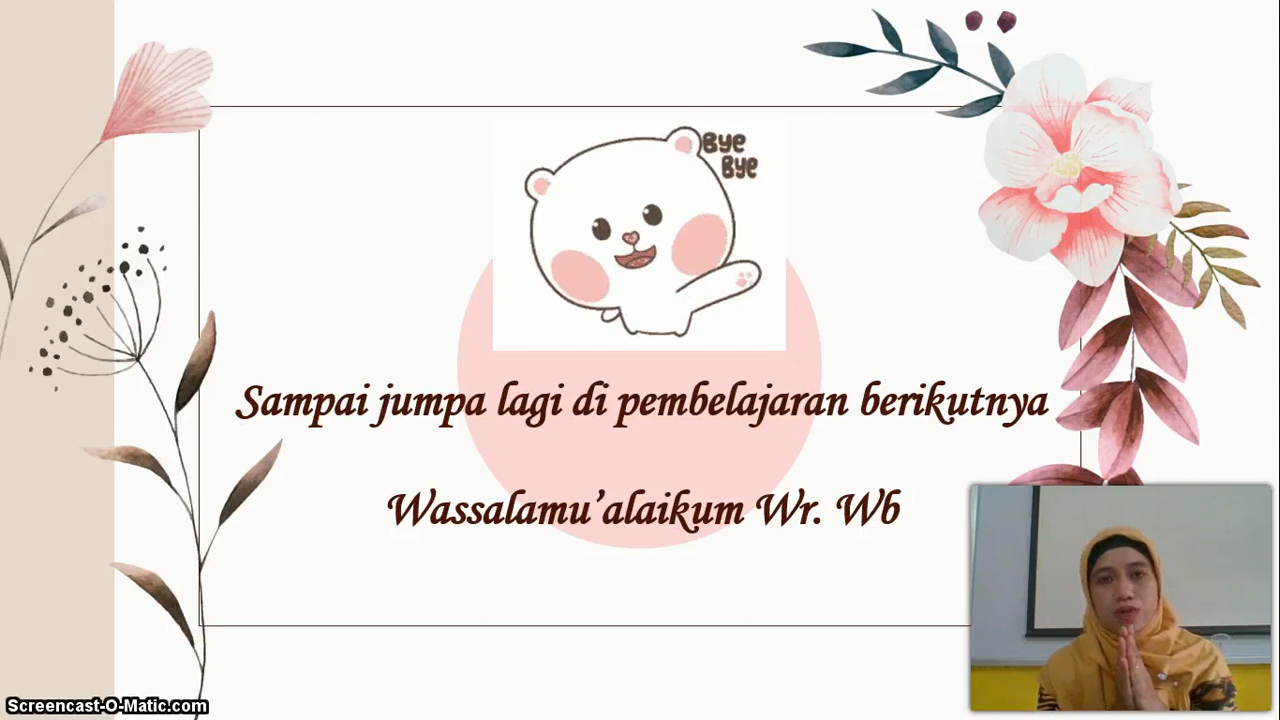 Bye
Bye
Sampai jumpa lagi di pembelajaran berikutnya
Wassalamu’alaikum Wr. Wb
Screencast-O-Matic.com